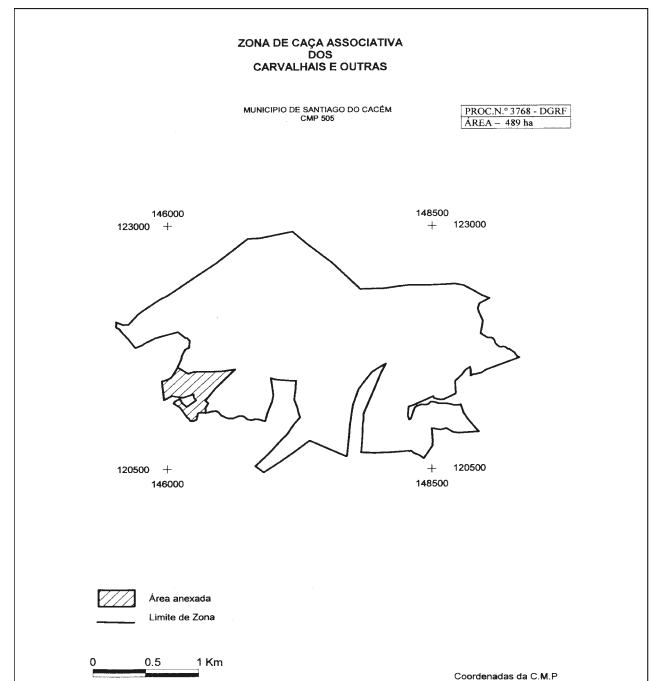 ZONA DE CAÇA ASSOCIATIVA
DOS
CARVALHAIS E OUTRAS
MUNICIPIO DE SANTIAGO DO CACÉM
CMP 505
PROC.N.º 3768 - DGRF
ÁREA – 489 ha
146000
148500
123000
123000
120500
120500
146000
148500
Área anexada
Limite de Zona
0 0.5 1 Km
Coordenadas da C.M.P